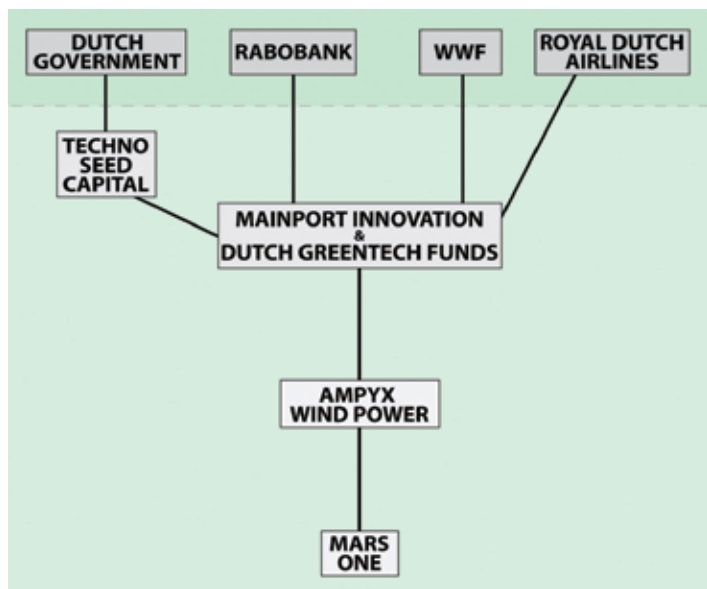 DUTCH
GOVERNMENT
RABOBANK
WWF
ROYAL DUTCH
AIRLINES
TECHNO
SEED
CAPITAL
MAINPORT INNOVATION
&
DUTCH GREENTECH FUNDS
AMPYX
WIND POWER
MARS
ONE